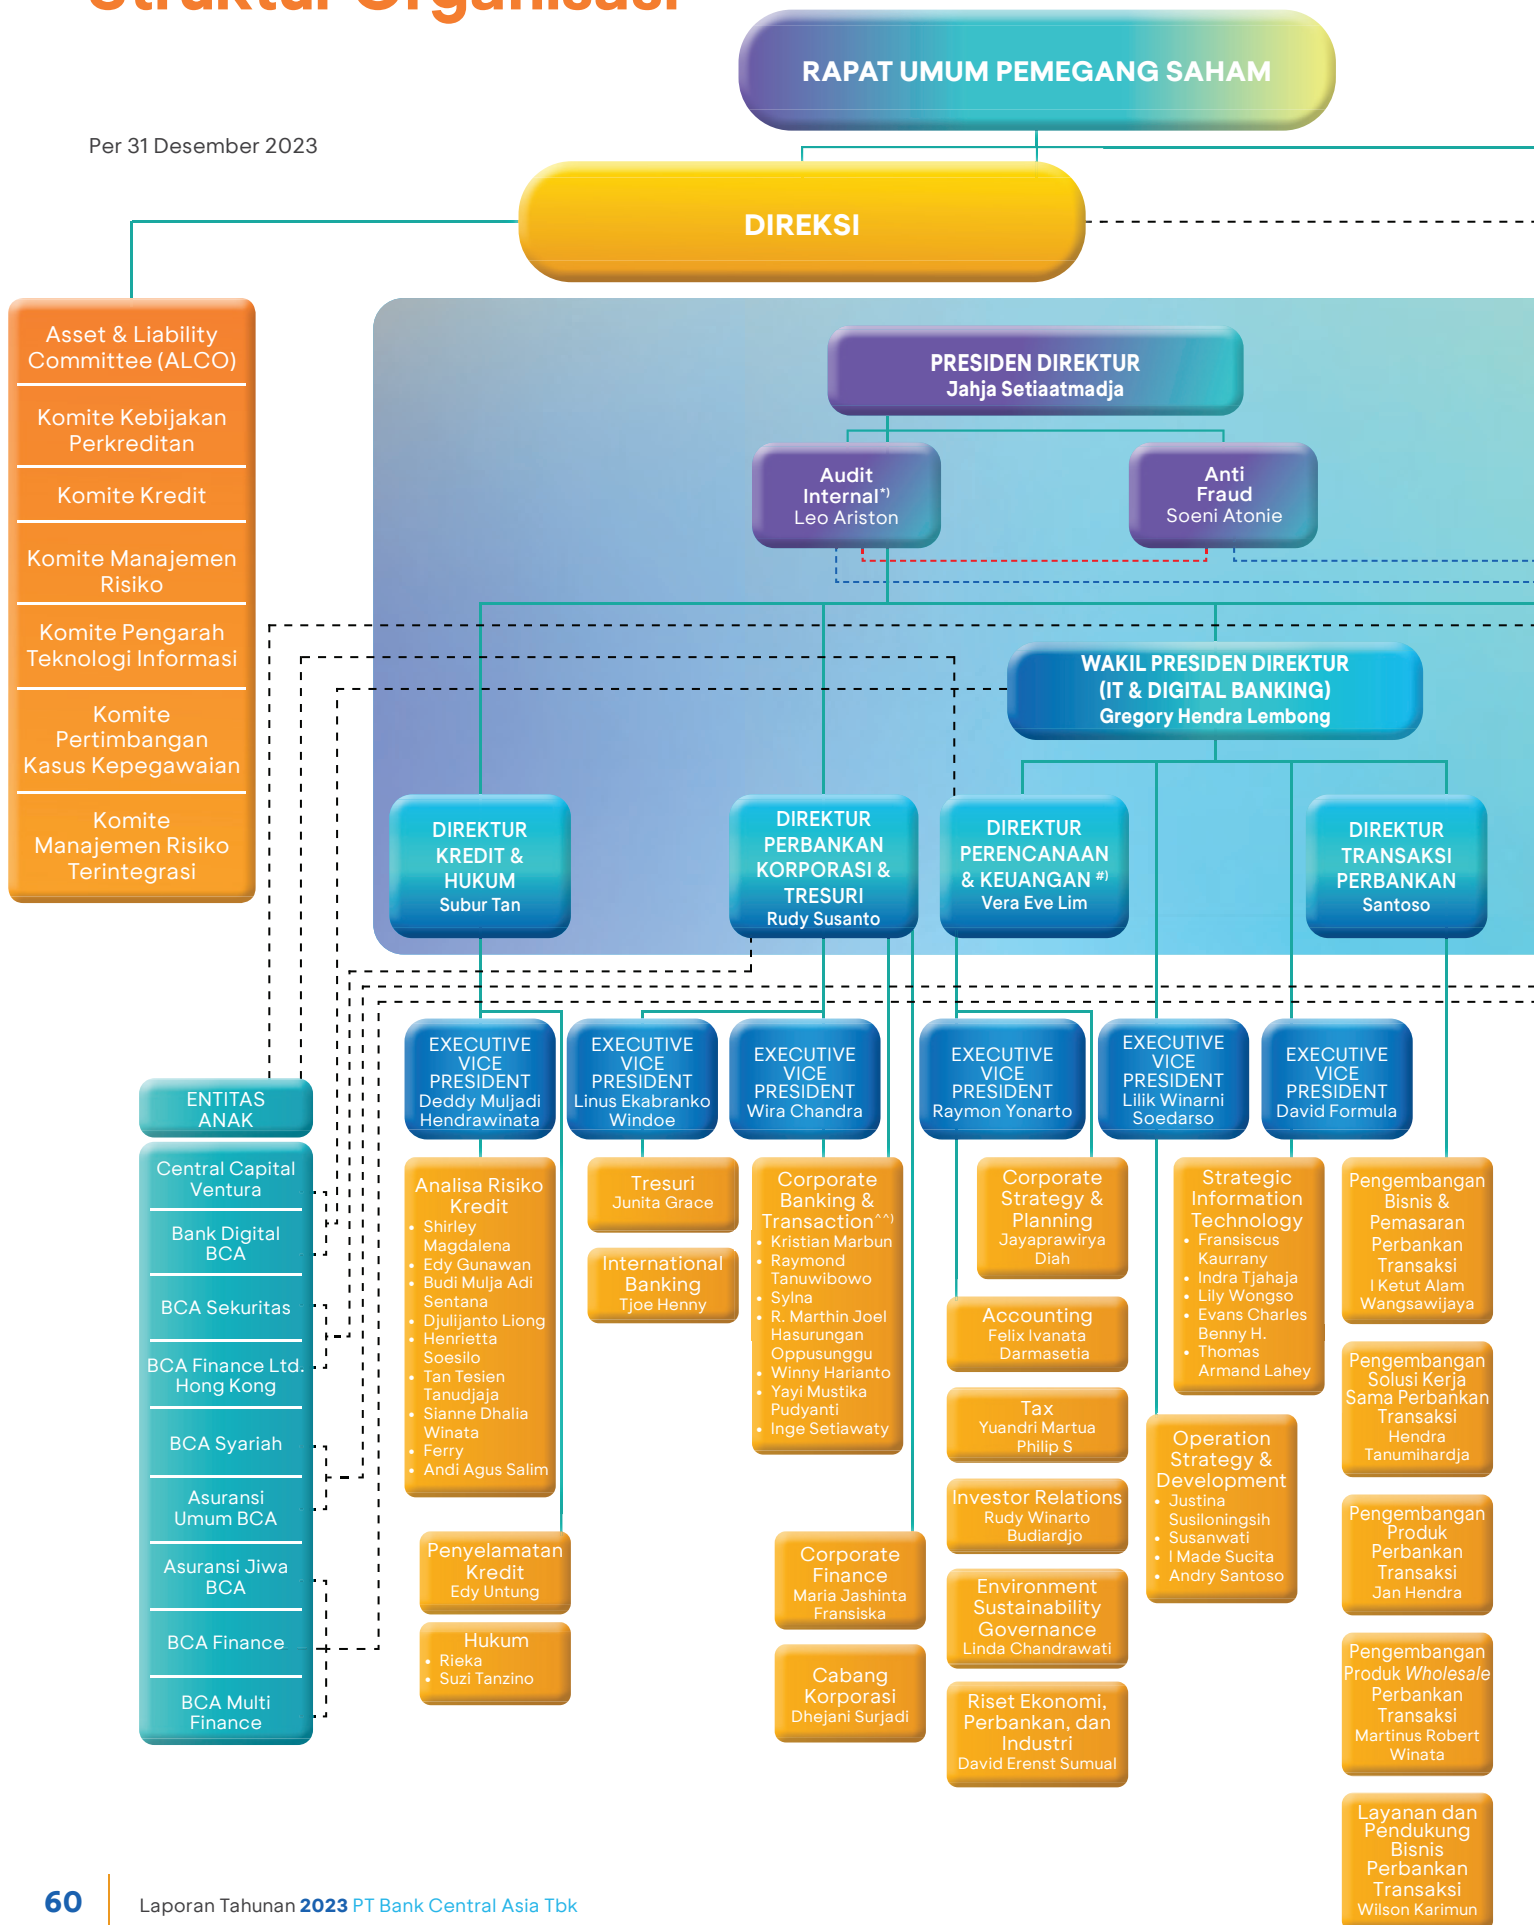 Struktur Organisasi
RAPAT UMUM PEMEGANG SAHAM
Per 31 Desember 2023
DIREKSI
Asset & Liability
Committee (ALCO)
Komite Kebijakan
Perkreditan
Komite Kredit
Komite Manajemen
Risiko
Komite Pengarah
Teknologi Informasi
Komite
Pertimbangan
Kasus Kepegawaian
Komite
Manajemen Risiko
Terintegrasi
PRESIDEN DIREKTUR
Jahja Setiaatmadja
Audit
Internal*)
Leo Ariston
Anti
Fraud
Soeni Atonie
WAKIL PRESIDEN DIREKTUR
(IT & DIGITAL BANKING)
Gregory Hendra Lembong
DIREKTUR
KREDIT &
HUKUM
Subur Tan
DIREKTUR
PERBANKAN
KORPORASI &
TRESURI
Rudy Susanto
DIREKTUR
PERENCANAAN
& KEUANGAN #)
Vera Eve Lim
DIREKTUR
TRANSAKSI
PERBANKAN
Santoso
ENTITAS
ANAK
Central Capital
Ventura
Bank Digital
BCA
BCA Sekuritas
BCA Finance Ltd.
Hong Kong
BCA Syariah
Asuransi
Umum BCA
Asuransi Jiwa
BCA
BCA Finance
BCA Multi
Finance
EXECUTIVE
VICE
PRESIDENT
Deddy Muljadi
Hendrawinata
EXECUTIVE
VICE
PRESIDENT
Linus Ekabranko
Windoe
EXECUTIVE
VICE
PRESIDENT
Wira Chandra
EXECUTIVE
VICE
PRESIDENT
Raymon Yonarto
EXECUTIVE
VICE
PRESIDENT
Lilik Winarni
Soedarso
EXECUTIVE
VICE
PRESIDENT
David Formula
Analisa Risiko
Kredit
• Shirley
Magdalena
• Edy Gunawan
• Budi Mulja Adi
Sentana
• Djulijanto Liong
• Henrietta
Soesilo
• Tan Tesien
Tanudjaja
• Sianne Dhalia
Winata
• Ferry
• Andi Agus Salim
Penyelamatan
Kredit
Edy Untung
Hukum
• Rieka
• Suzi Tanzino
Tresuri
Junita Grace
International
Banking
Tjoe Henny
Corporate
Banking &
Transaction^^)
• Kristian Marbun
• Raymond
Tanuwibowo
• Sylna
• R. Marthin Joel
Hasurungan
Oppusunggu
• Winny Harianto
• Yayi Mustika
Pudyanti
• Inge Setiawaty
Corporate
Finance
Maria Jashinta
Fransiska
Cabang
Korporasi
Dhejani Surjadi
Corporate
Strategy &
Planning
Jayaprawirya
Diah
Accounting
Felix Ivanata
Darmasetia
Tax
Yuandri Martua
Philip S
Investor Relations
Rudy Winarto
Budiardjo
Environment
Sustainability
Governance
Linda Chandrawati
Riset Ekonomi,
Perbankan, dan
Industri
David Erenst Sumual
Strategic
Information
Technology
• Fransiscus
Kaurrany
• Indra Tjahaja
• Lily Wongso
• Evans Charles
Benny H.
• Thomas
Armand Lahey
Operation
Strategy &
Development
• Justina
Susiloningsih
• Susanwati
• I Made Sucita
• Andry Santoso
Pengembangan
Bisnis &
Pemasaran
Perbankan
Transaksi
I Ketut Alam
Wangsawijaya
Pengembangan
Solusi Kerja
Sama Perbankan
Transaksi
Hendra
Tanumihardja
Pengembangan
Produk
Perbankan
Transaksi
Jan Hendra
Pengembangan
Produk Wholesale
Perbankan
Transaksi
Martinus Robert
Winata
Layanan dan
Pendukung
Bisnis
Perbankan
Transaksi
Wilson Karimun
60
Laporan Tahunan 2023 PT Bank Central Asia Tbk